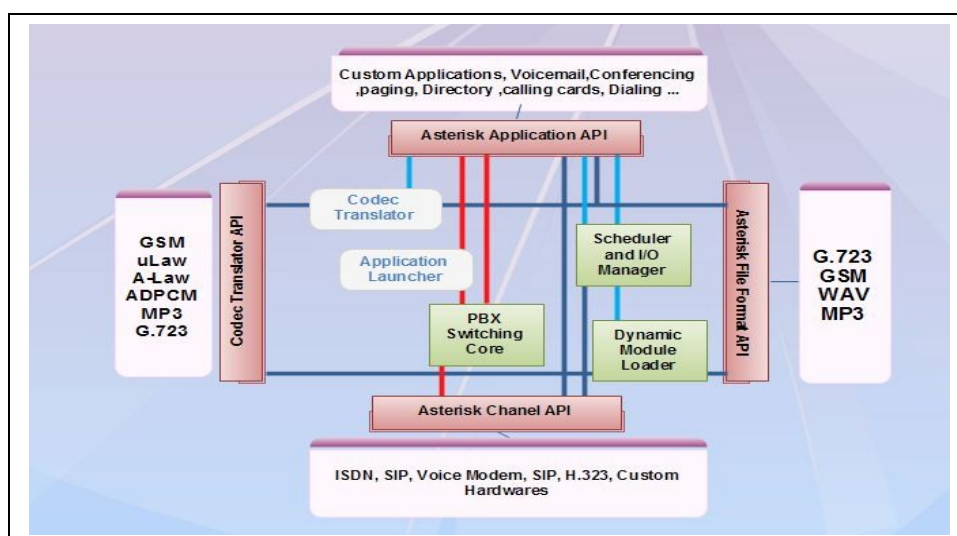 Custom Applications, Voicemail,Conferencing
,paging, Directory ,calling cards, Dialing ...
Asterisk Application API
Codec
Translator
Application
Launcher
Scheduler
and I/O
Manager
PBX
Switching
Core
Dynamic
Module
Loader
GSM
uLaw
A-Law
ADPCM
MP3
G.723
Codec Translator API
Asterisk File Format API
G.723
GSM
WAV
MP3
Asterisk Chanel API
ISDN, SIP, Voice Modem, SIP, H.323, Custom
Hardwares